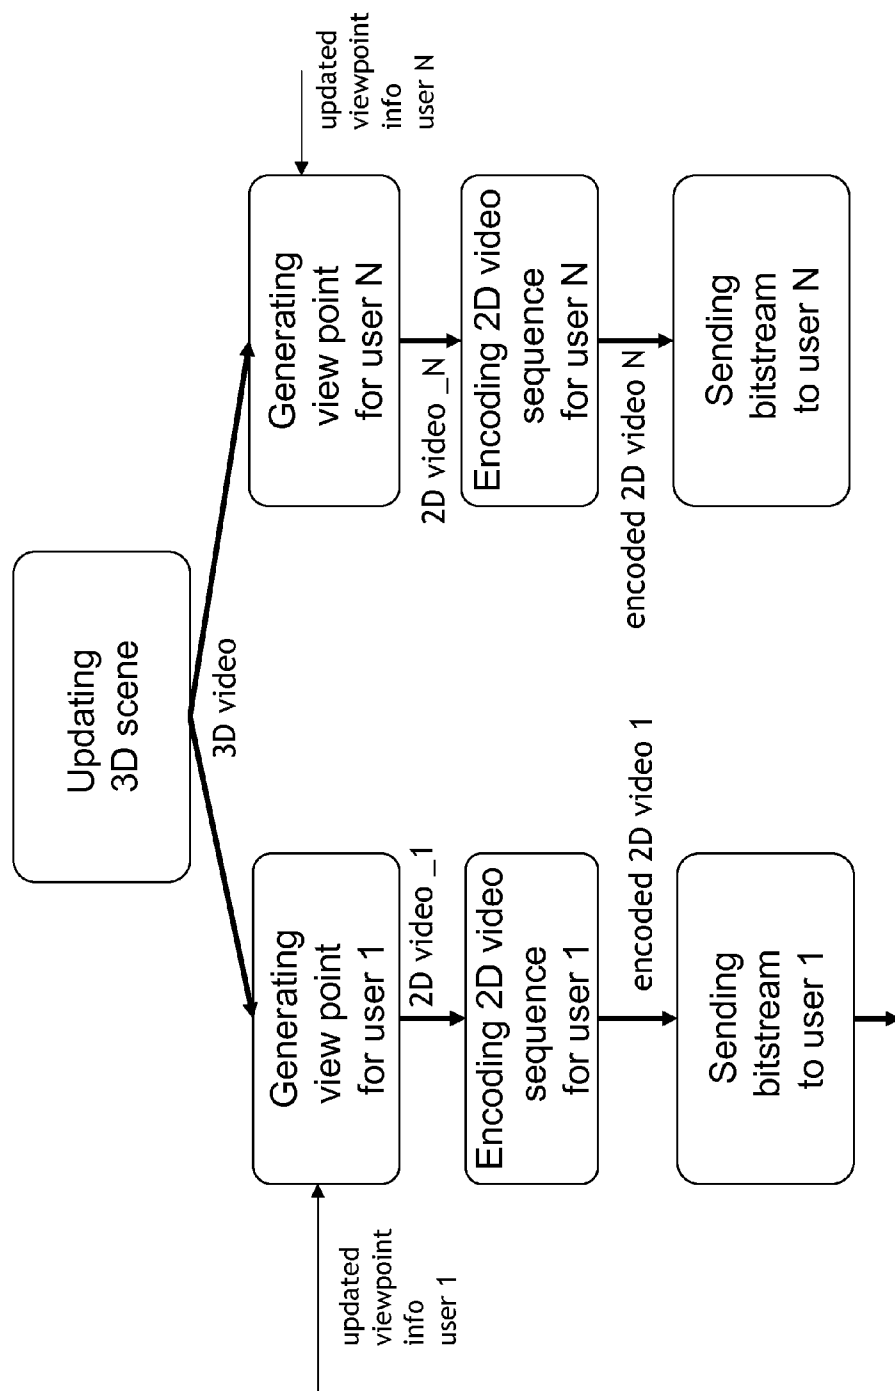 Updating
3D scene
3D video
updated
viewpoint
info
user 1
Generating
view point
for user 1
2D video _1
Encoding 2D video
sequence
for user 1
encoded 2D video 1
Sending
bitstream
to user 1
updated
viewpoint
info
user N
Generating
view point
for user N
2D video _N
Encoding 2D video
sequence
for user N
encoded 2D video N
Sending
bitstream
to user N